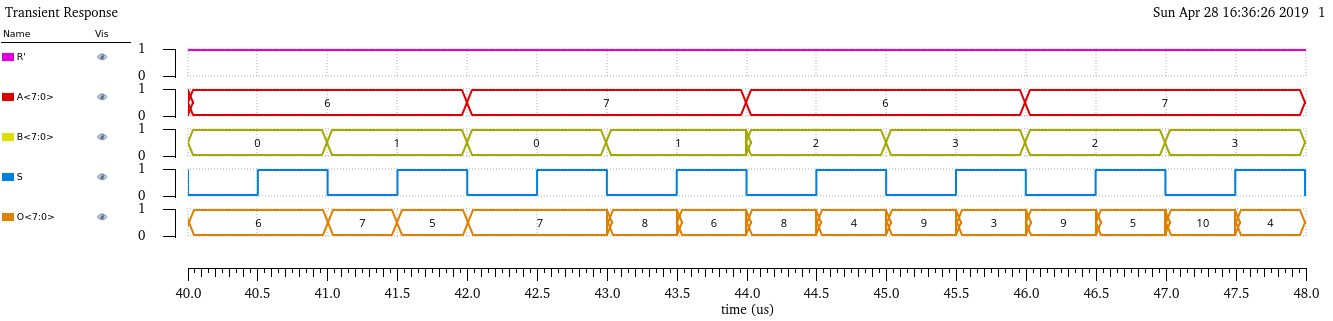 Transient Response Sun Apr 28 16:36:26 2019 1
Name Vis
R' 1
0
A<7:0> 1 6 7 6 7
0
B<7:0> 1 0 1 0 1 2 3 2 3
0
S 1
0
O<7:0> 1 6 7 5 7 8 6 8 4 9 3 9 5 10 4
0
40.0 40.5 41.0 41.5 42.0 42.5 43.0 43.5 44.0 44.5 45.0 45.5 46.0 46.5 47.0 47.5 48.0
time (us)